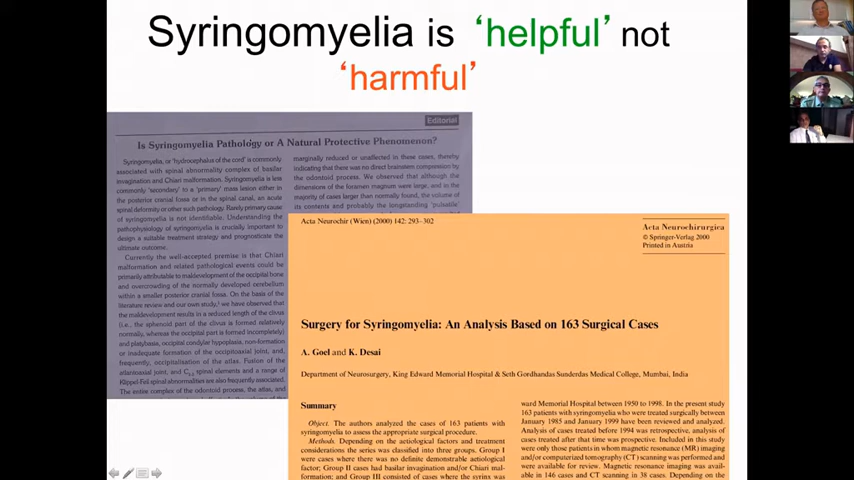 Syringomyelia is 'helpful' not
'harmful'
Editorial
Is Syringomyelia Pathology or A Natural Protective Phenomenon?
Syringomyelia, or 'hydrocephalus of the cord' is commonly
associated with spinal abnormality complex of basilar
invagination and Chiari malformation. Syringomyelia is less
commonly 'secondary' to a 'primary' mass lesion either in
the posterior cranial fossa or in the spinal canal, an acute
spinal deformity or other such pathology. Rarely primary cause
of syringomyelia is not identifiable. Understanding the
pathophysiology of syringomyelia is crucially important to
design a suitable treatment strategy and prognosticate the
ultimate outcome.
Currently the well-accepted premise is that Chiari
malformation and related pathological events could be
primarily attributable to maldevelopment of the occipital bone
and overcrowding of the normally developed cerebellum
within a smaller posterior cranial fossa. On the basis of the
literature review and our own study, we have observed that
the maldevelopment results in a reduced length of the clivus
(i.e., the sphenoid part of the clivus is formed relatively
normally, whereas the occipital part is formed incompletely)
and platybasia, occipital condylar hypoplasia, non-formation
or inadequate formation of the occipitoaxial joint, and,
frequently, occipitalisation of the atlas. Fusion of the
atlantoaxial joint, and C2,3 spinal elements and a range of
Klippel-Feil spinal abnormalities are also frequently associated.
The entire complex of the odontoid process, the atlas, and
marginally reduced or unaffected in these cases, thereby
indicating that there was no direct brainstem compression by
the odontoid process. We observed that although the
dimensions of the foramen magnum were large, and in the
majority of cases larger than normally found, the volume of
its contents and probably the longstanding 'pulsatile'
Acta Neurochir (Wien) (2000) 142: 293-302
Acta Neurochirurgica
© Springer-Verlag 2000
Printed in Austria
Surgery for Syringomyelia: An Analysis Based on 163 Surgical Cases
A. Goel and K. Desai
Department of Neurosurgery, King Edward Memorial Hospital & Seth Gordhandas Sunderdas Medical College, Mumbai, India
Summary
Object. The authors analyzed the cases of 163 patients with
syringomyelia to assess the appropriate surgical procedure.
Methods. Depending on the aetiological factors and treatment
considerations the series was classified into three groups. Group I
were cases where there was no definite demonstrable aetiological
factor; Group II cases had basilar invagination and/or Chiari mal-
formation; and Group III consisted of cases where the syrinx was
ward Memorial Hospital between 1950 to 1998. In the present study
163 patients with syringomyelia who were treated surgically between
January 1985 and January 1999 have been reviewed and analyzed.
Analysis of cases treated before 1994 was retrospective, analysis of
cases treated after that time was prospective. Included in this study
were only those patients in whom magnetic resonance (MR) imaging
and/or computerized tomography (CT) scanning was performed and
were available for review. Magnetic resonance imaging was avail-
able in 146 cases and CT scanning in 38 cases. Depending on the